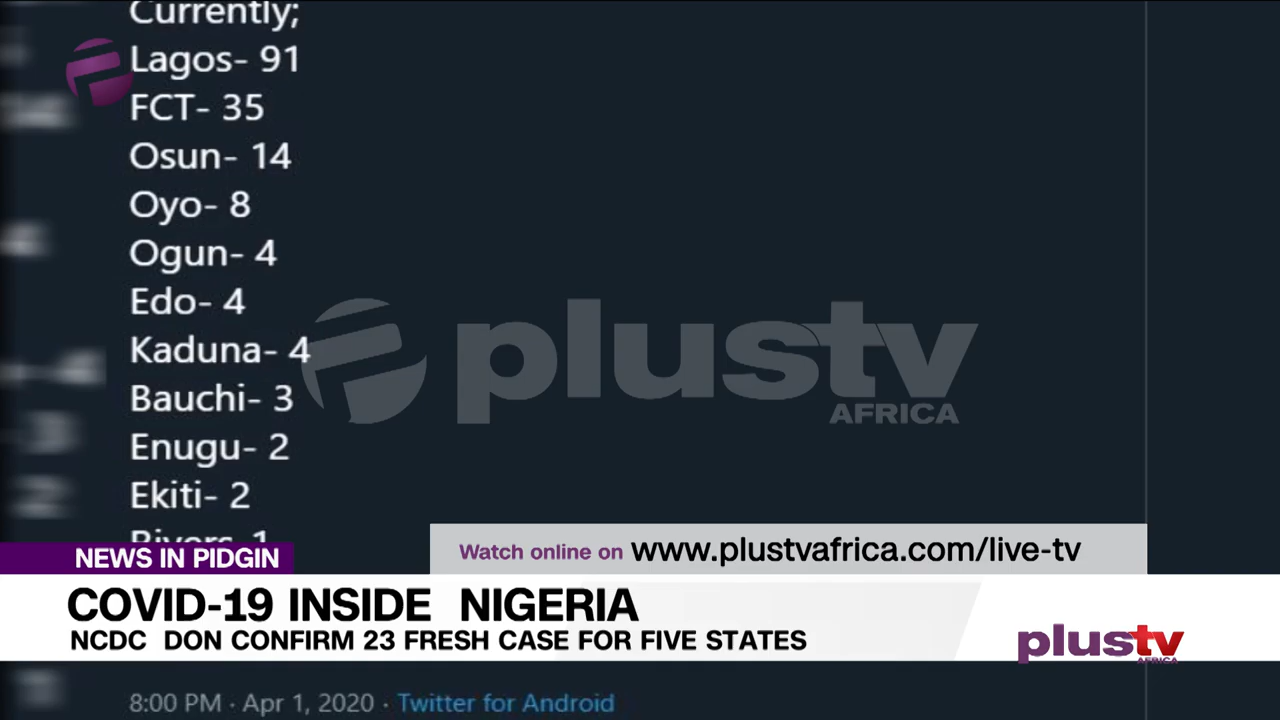 Currently;
Lagos- 91
FCT- 35
Osun- 14
Oyo- 8
Ogun- 4
Edo- 4
Kaduna- 4
Bauchi- 3
Enugu- 2
Ekiti- 2
Rivers- 1
plustv
AFRICA
NEWS IN PIDGIN
Watch online on www.plustvafrica.com/live-tv
COVID-19 INSIDE NIGERIA
NCDC DON CONFIRM 23 FRESH CASE FOR FIVE STATES
plustv
AFRICA
8:00 PM · Apr 1, 2020 · Twitter for Android